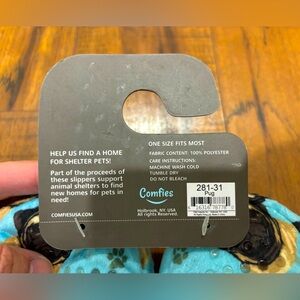 HELP US FIND A HOME
FOR SHELTER PETS!
Part of the proceeds of
these slippers support
animal shelters to find
new homes for pets in
need!
COMFIESUSA.COM
ONE SIZE FITS MOST
FABRIC CONTENT: 100% POLYESTER
CARE INSTRUCTIONS:
MACHINE WASH COLD
TUMBLE DRY
DO NOT BLEACH
Comfies
Holbrook, NY USA
All rights Reserved.
281-31
Pug